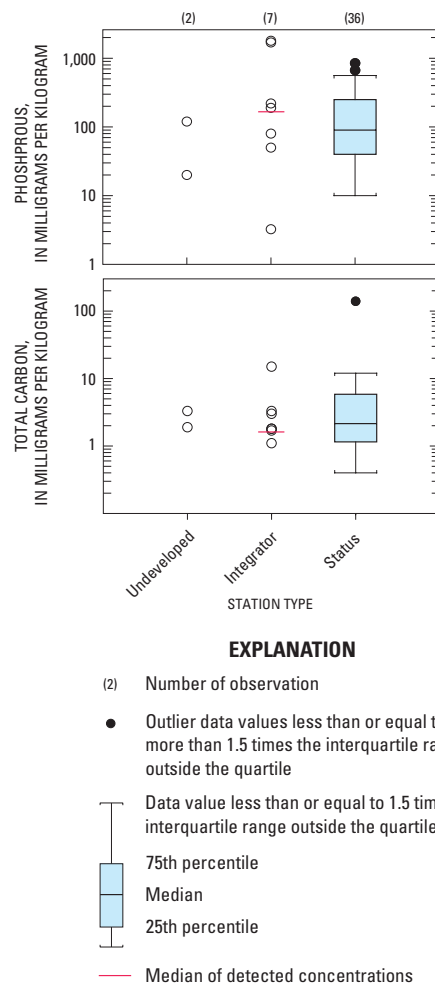 (2) (7) (36)
PHOSHPROUS,
IN MILLIGRAMS PER KILOGRAM
1,000
100
10
1
TOTAL CARBON,
IN MILLIGRAMS PER KILOGRAM
100
10
1
Undeveloped Integrator Status
STATION TYPE
EXPLANATION
(2) Number of observation
Outlier data values less than or equal t
more than 1.5 times the interquartile ra
outside the quartile
Data value less than or equal to 1.5 tim
interquartile range outside the quartile
75th percentile
Median
25th percentile
Median of detected concentrations